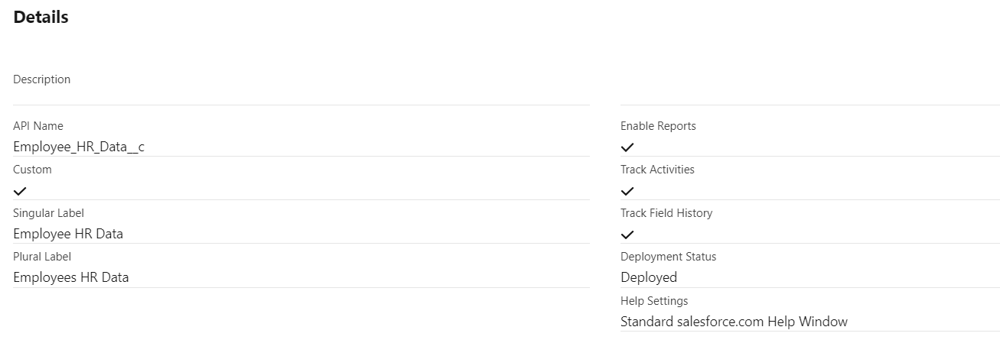 Details
Description
API Name
Employee_HR_Data__c
Custom
Singular Label
Employee HR Data
Plural Label
Employees HR Data
Enable Reports
Track Activities
Track Field History
Deployment Status
Deployed
Help Settings
Standard salesforce.com Help Window